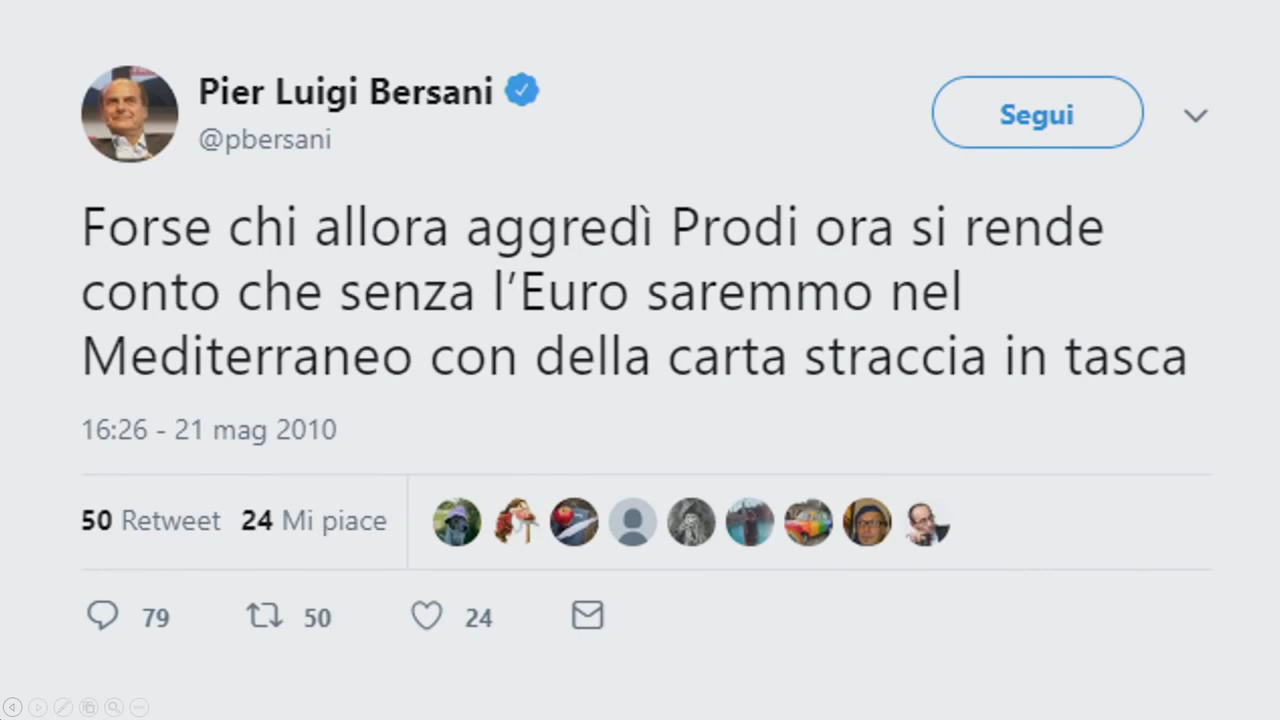 Pier Luigi Bersani
@pbersani
Segui
Forse chi allora aggredì Prodi ora si rende
conto che senza l’Euro saremmo nel
Mediterraneo con della carta straccia in tasca
16:26 - 21 mag 2010
50 Retweet 24 Mi piace
79 50 24